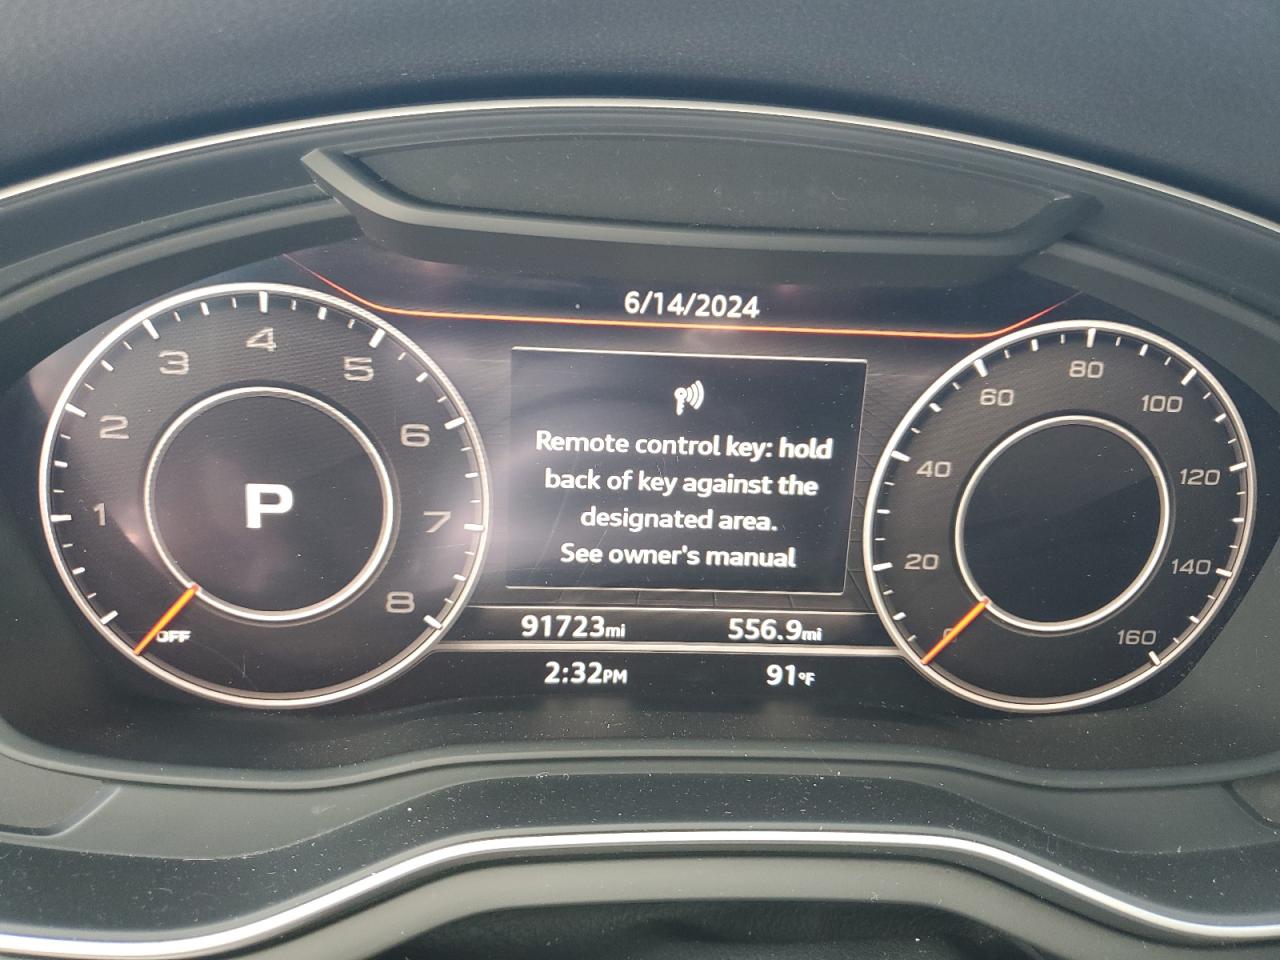 6/14/2024
Remote control key: hold
back of key against the
designated area.
See owner's manual
91723mi 556.9mi
2:32PM 91°F
P
OFF
1
2
3
4
5
6
7
8
0
20
40
60
80
100
120
140
160